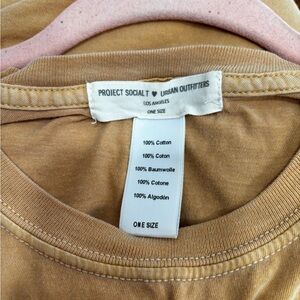 PROJECT SOCIAL T ♥ URBAN OUTFITTERS
LOS ANGELES
ONE SIZE
100% Cotton
100% Coton
100% Baumwolle
100% Cotone
100% Algodón
ONE SIZE